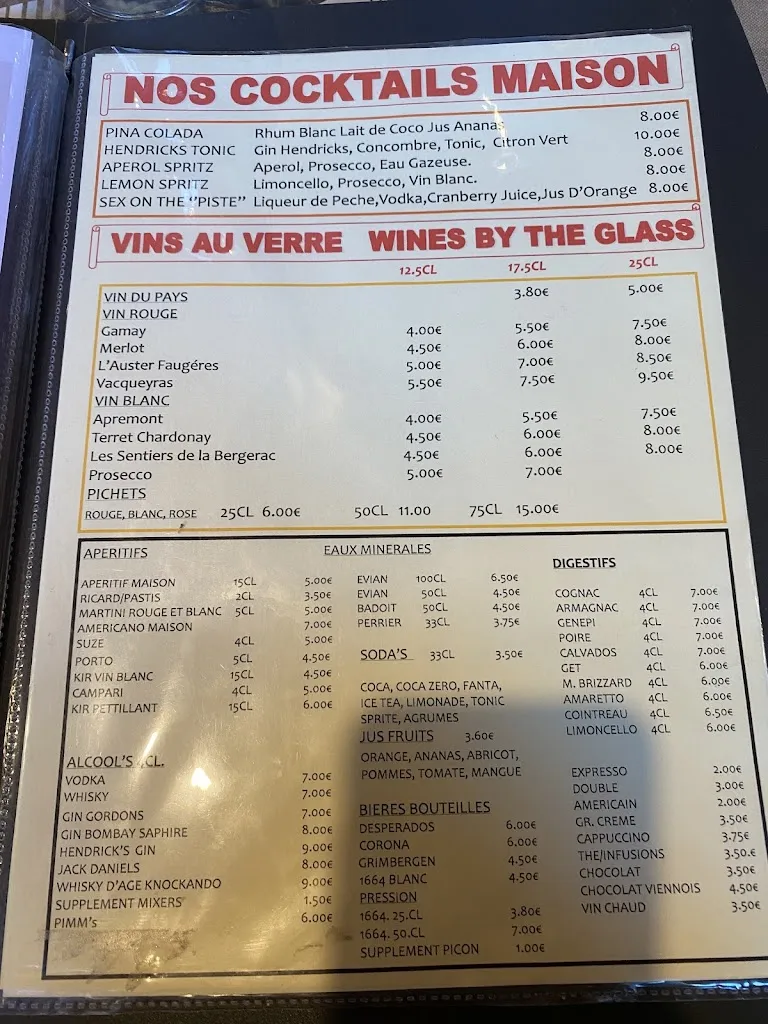 NOS COCKTAILS MAISON
PINA COLADA Rhum Blanc Lait de Coco Jus Ananas 8.00€
HENDRICKS TONIC Gin Hendricks, Concombre, Tonic, Citron Vert 10.00€
APEROL SPRITZ Aperol, Prosecco, Eau Gazeuse. 8.00€
LEMON SPRITZ Limoncello, Prosecco, Vin Blanc. 8.00€
SEX ON THE "PISTE" Liqueur de Peche,Vodka,Cranberry Juice,Jus D'Orange 8.00€
VINS AU VERRE WINES BY THE GLASS
12.5CL 17.5CL 25CL
VIN DU PAYS 3.80€ 5.00€
VIN ROUGE
Gamay 4.00€ 5.50€ 7.50€
Merlot 4.50€ 6.00€ 8.00€
L'Auster Faugéres 5.00€ 7.00€ 8.50€
Vacqueyras 5.50€ 7.50€ 9.50€
VIN BLANC
Apremont 4.00€ 5.50€ 7.50€
Terret Chardonay 4.50€ 6.00€ 8.00€
Les Sentiers de la Bergerac 4.50€ 6.00€ 8.00€
Prosecco 5.00€ 7.00€
PICHETS
ROUGE, BLANC, ROSE 25CL 6.00€ 50CL 11.00 75CL 15.00€
APERITIFS
APERITIF MAISON 15CL 5.00€
RICARD/PASTIS 2CL 3.50€
MARTINI ROUGE ET BLANC 5CL 5.00€
AMERICANO MAISON 7.00€
SUZE 4CL 5.00€
PORTO 5CL 4.50€
KIR VIN BLANC 15CL 4.50€
CAMPARI 4CL 5.00€
KIR PETTILLANT 15CL 6.00€
ALCOOL'S CL.
VODKA 7.00€
WHISKY 7.00€
GIN GORDONS 7.00€
GIN BOMBAY SAPHIRE 8.00€
HENDRICK'S GIN 9.00€
JACK DANIELS 8.00€
WHISKY D'AGE KNOCKANDO 9.00€
SUPPLEMENT MIXERS 1.50€
PIMM's 6.00€
EAUX MINERALES
EVIAN 100CL 6.50€
EVIAN 50CL 4.50€
BADOIT 50CL 4.50€
PERRIER 33CL 3.75€
SODA'S 33CL 3.50€
COCA, COCA ZERO, FANTA,
ICE TEA, LIMONADE, TONIC
SPRITE, AGRUMES
JUS FRUITS 3.60€
ORANGE, ANANAS, ABRICOT,
POMMES, TOMATE, MANGUE
BIERES BOUTEILLES
DESPERADOS 6.00€
CORONA 6.00€
GRIMBERGEN 4.50€
1664 BLANC 4.50€
PRESSION
1664. 25.CL 3.80€
1664. 50.CL 7.00€
SUPPLEMENT PICON 1.00€
DIGESTIFS
COGNAC 4CL 7.00€
ARMAGNAC 4CL 7.00€
GENEPI 4CL 7.00€
POIRE 4CL 7.00€
CALVADOS 4CL 7.00€
GET 4CL 6.00€
M. BRIZZARD 4CL 6.00€
AMARETTO 4CL 6.00€
COINTREAU 4CL 6.50€
LIMONCELLO 4CL 6.00€
EXPRESSO 2.00€
DOUBLE 3.00€
AMERICAIN 2.00€
GR. CREME 3.50€
CAPPUCCINO 3.75€
THE/INFUSIONS 3.50.€
CHOCOLAT 3.50€
CHOCOLAT VIENNOIS 4.50€
VIN CHAUD 3.50€